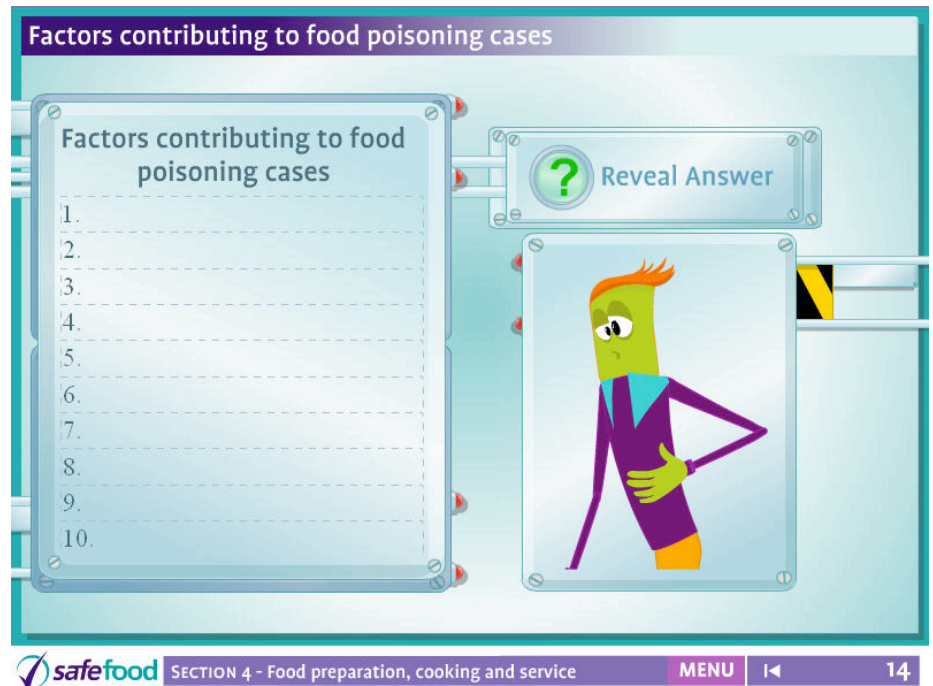 Factors contributing to food poisoning cases
Factors contributing to food
poisoning cases
1.
2.
3.
4.
5.
6.
7.
8.
9.
10.
? Reveal Answer
safefood SECTION 4 - Food preparation, cooking and service MENU 14